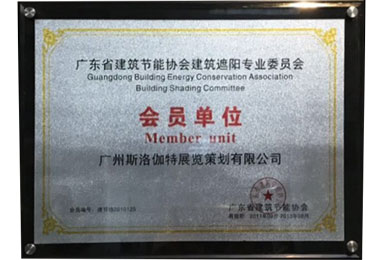 广东省建筑节能协会建筑遮阳专业委员会
Guangdong Building Energy Conservation Association
Building Shading Committee
会员单位
Member unit
广州斯洛伽特展览策划有限公司
广东省建筑节能协会